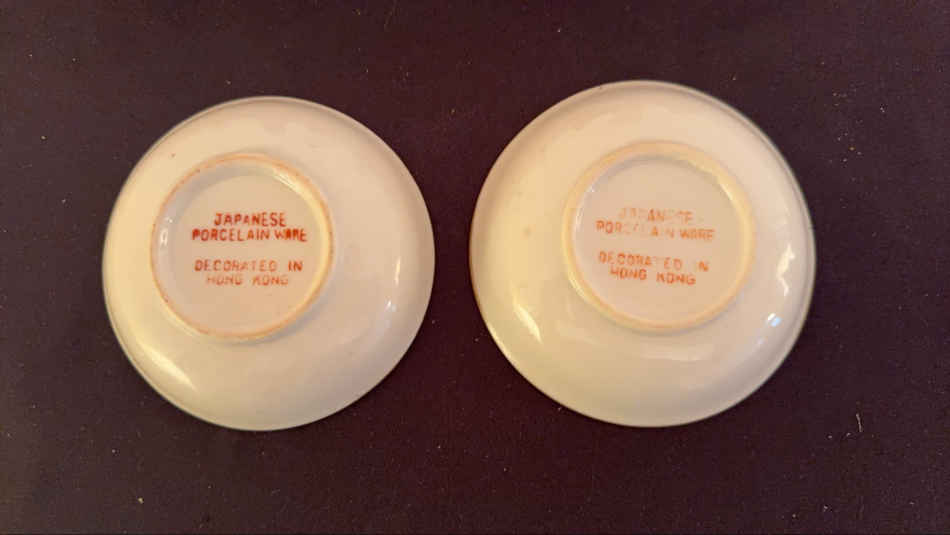 JAPANESE
PORCELAIN WARE
DECORATED IN
HONG KONG
JAPANESE
PORCELAIN WARE
DECORATED IN
HONG KONG